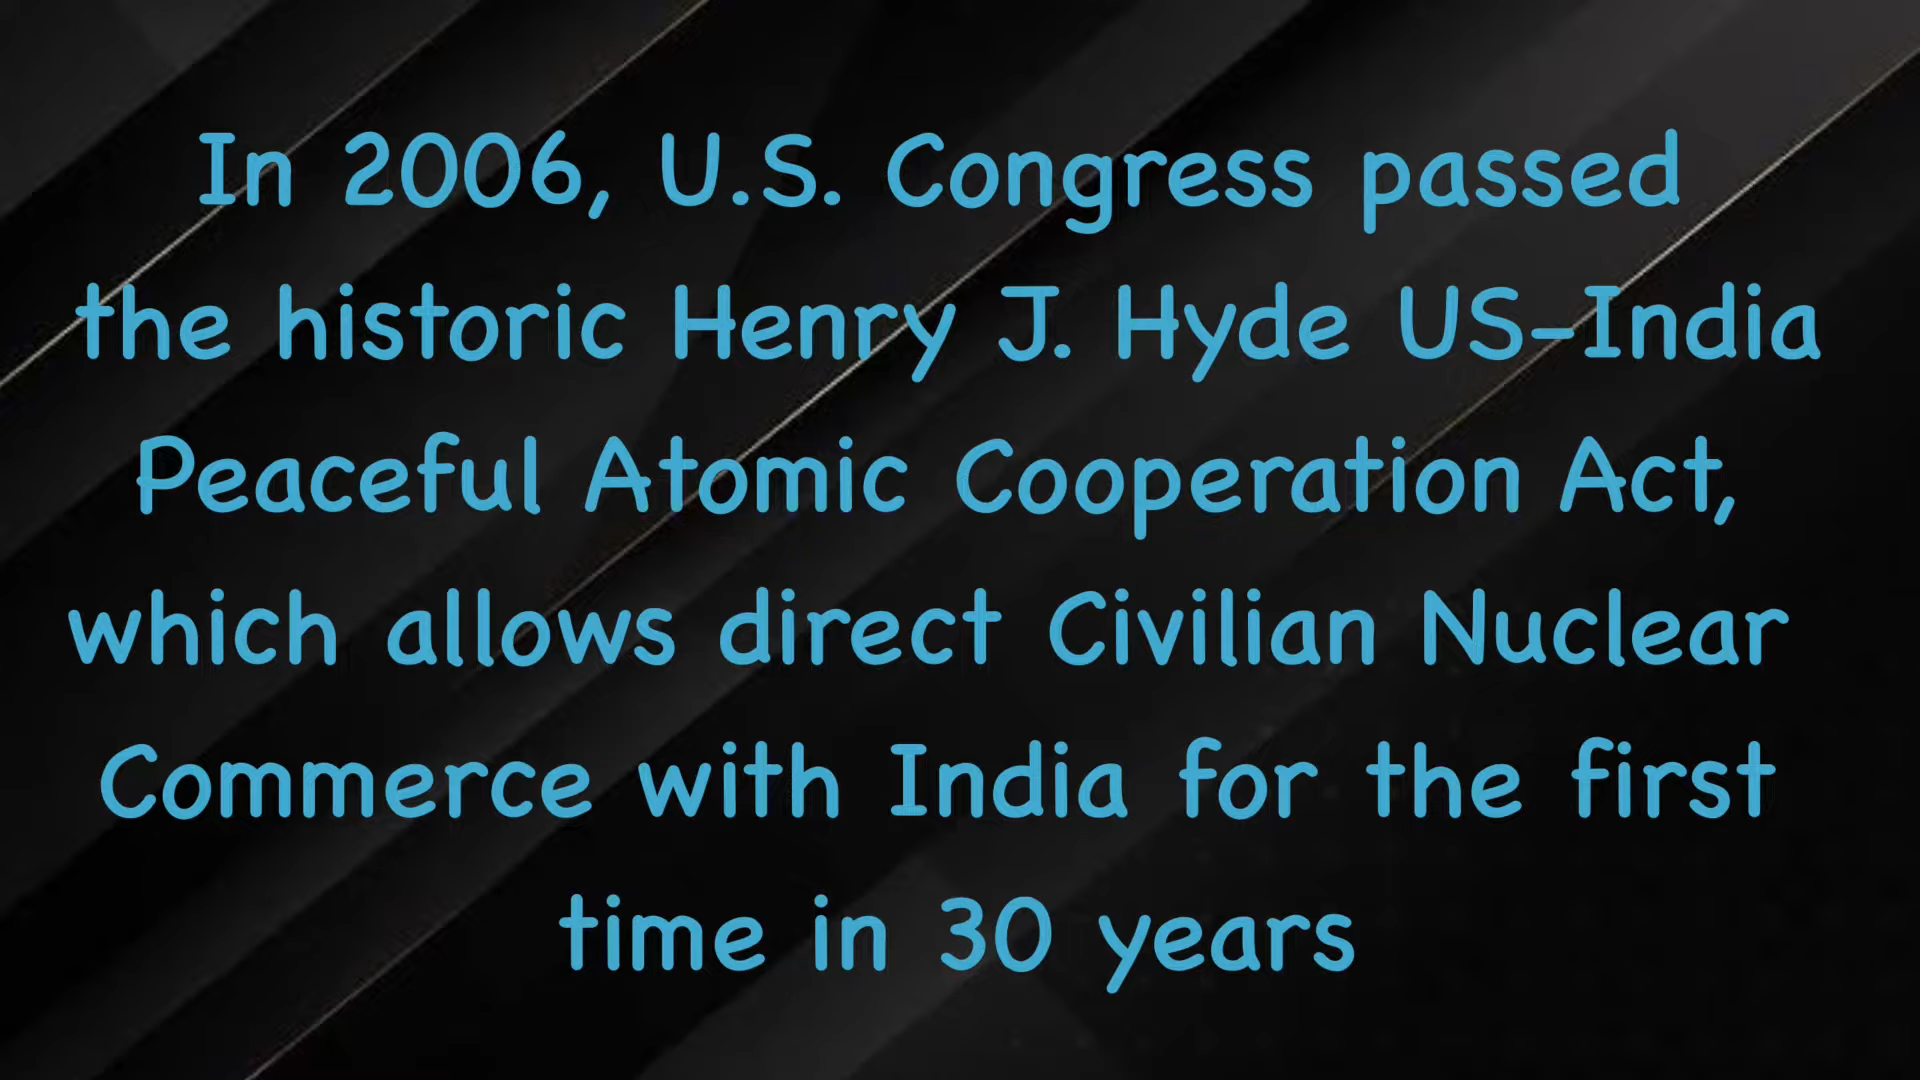 In 2006, U.S. Congress passed
the historic Henry J. Hyde US-India
Peaceful Atomic Cooperation Act,
which allows direct Civilian Nuclear
Commerce with India for the first
time in 30 years